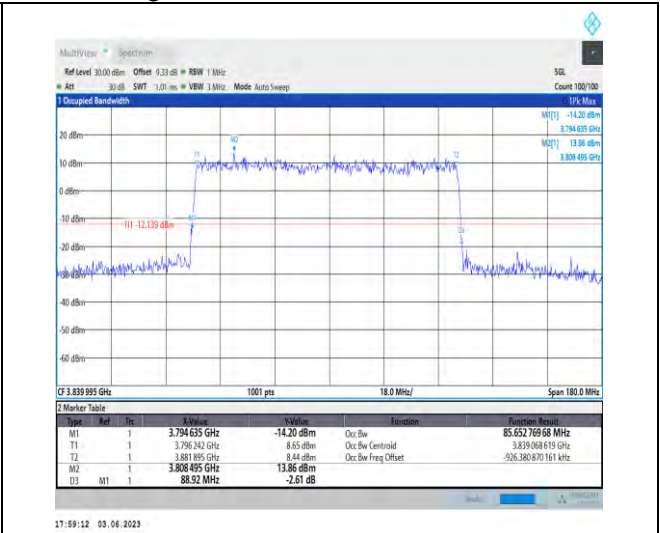 MultiView Spectrum
Ref Level 30.00 dBm Offset 9.33 dB RBW 1 MHz SGL
Att 30 dB SWT 1.01 ms VBW 3 MHz Mode Auto Sweep Count 100/100
1 Occupied Bandwidth 1Pk Max
M1[1] -14.20 dBm
3.794 635 GHz
M2[1] 13.86 dBm
3.808 495 GHz
20 dBm
M2
T1 T2
10 dBm
0 dBm
-10 dBm
M1
H1 -12.139 dBm
D3
-20 dBm
-30 dBm
-40 dBm
-50 dBm
-60 dBm
CF 3.839 995 GHz 1001 pts 18.0 MHz/ Span 180.0 MHz
2 Marker Table
Type Ref Trc X-Value Y-Value Function Function Result
M1 1 3.794 635 GHz -14.20 dBm Occ Bw 85.652 769 68 MHz
T1 1 3.796 242 GHz 8.65 dBm Occ Bw Centroid 3.839 068 619 GHz
T2 1 3.881 895 GHz 8.44 dBm Occ Bw Freq Offset -926.380 870 161 kHz
M2 1 3.808 495 GHz 13.86 dBm
D3 M1 1 88.92 MHz -2.61 dB
17:59:12 03.06.2023